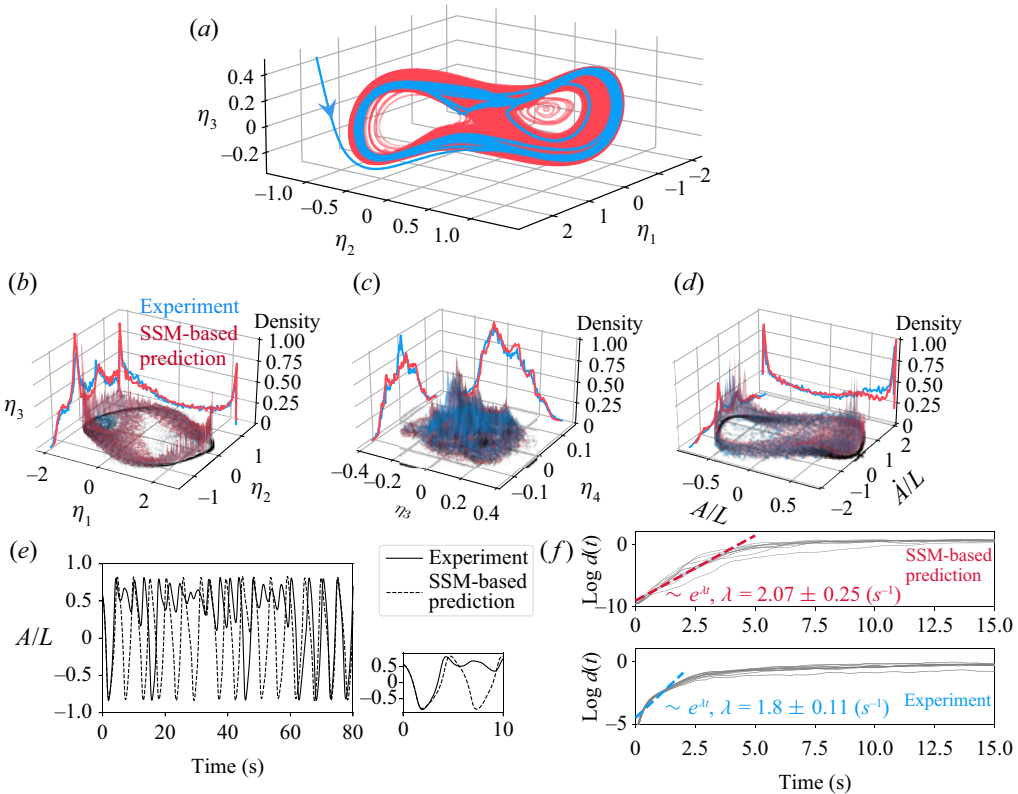 (a)
0.4
0.2
0
–0.2
η3
–1.0
–0.5
0
0.5
1.0
η2
2
1
0
–1
–2
η1
(b)
Experiment
SSM-based
prediction
Density
1.00
0.75
0.50
0.25
0
η3
–2
0
2
η1
–1
1
η2
(c)
Density
1.00
0.75
0.50
0.25
0
–0.4
–0.2
0
0.2
0.4
η3
–0.1
0
0.1
η4
(d)
Density
1.00
0.75
0.50
0.25
0
–0.5
0
0.5
A/L
–2
–1
0
1
2
Ȧ/L
(e)
1.0
0.5
0
–0.5
–1.0
A/L
0
20
40
60
80
Time (s)
Experiment
SSM-based
prediction
0.5
0
–0.5
0
10
(f)
Log d(t)
0
–10
SSM-based
prediction
~ e^λt, λ = 2.07 ± 0.25 (s^–1)
0
2.5
5.0
7.5
10.0
12.5
15.0
Log d(t)
0
–5
~ e^λt, λ = 1.8 ± 0.11 (s^–1)
Experiment
0
2.5
5.0
7.5
10.0
12.5
15.0
Time (s)